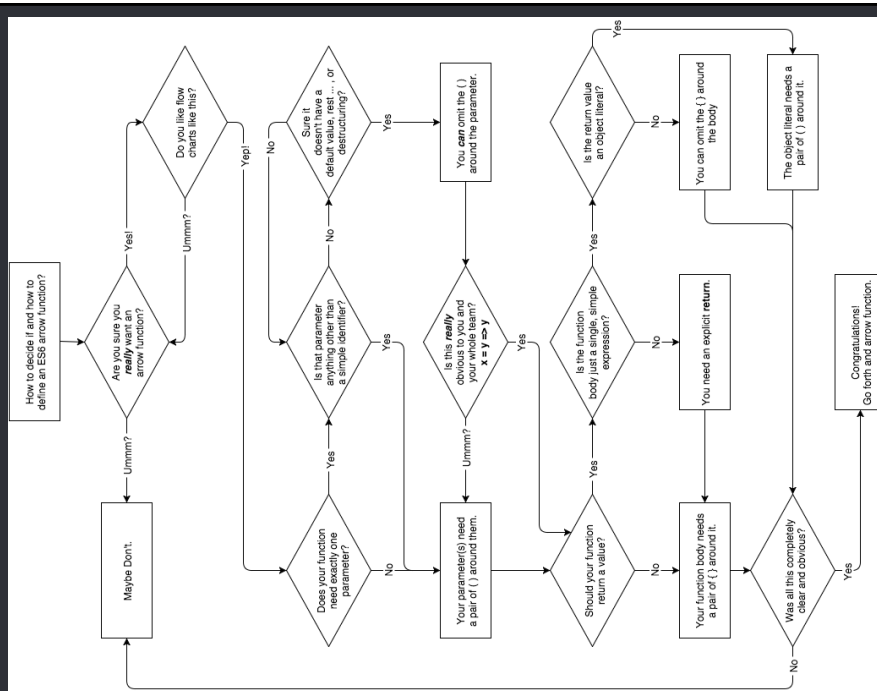 How to decide if and how to
define an ES6 arrow function?
Are you sure you
really want an
arrow function?
Ummm?
Maybe Don't.
Yes!
Do you like flow
charts like this?
Ummm?
Yep!
Does your function
need exactly one
parameter?
Yes
No
Is that parameter
anything other than
a simple identifier?
No
Yes
Sure it
doesn't have a
default value, rest ... , or
destructuring?
No
Yes
You can omit the ( )
around the parameter.
Is this really
obvious to you and
your whole team?
x = y => y
Ummm?
Yes
Your parameter(s) need
a pair of ( ) around them.
Should your function
return a value?
Yes
No
Is the function
body just a single, simple
expression?
Yes
No
Is the return value
an object literal?
Yes
No
You can omit the { } around
the body
The object literal needs a
pair of ( ) around it.
You need an explicit return.
Your function body needs
a pair of { } around it.
Was all this completely
clear and obvious?
No
Yes
Congratulations!
Go forth and arrow function.